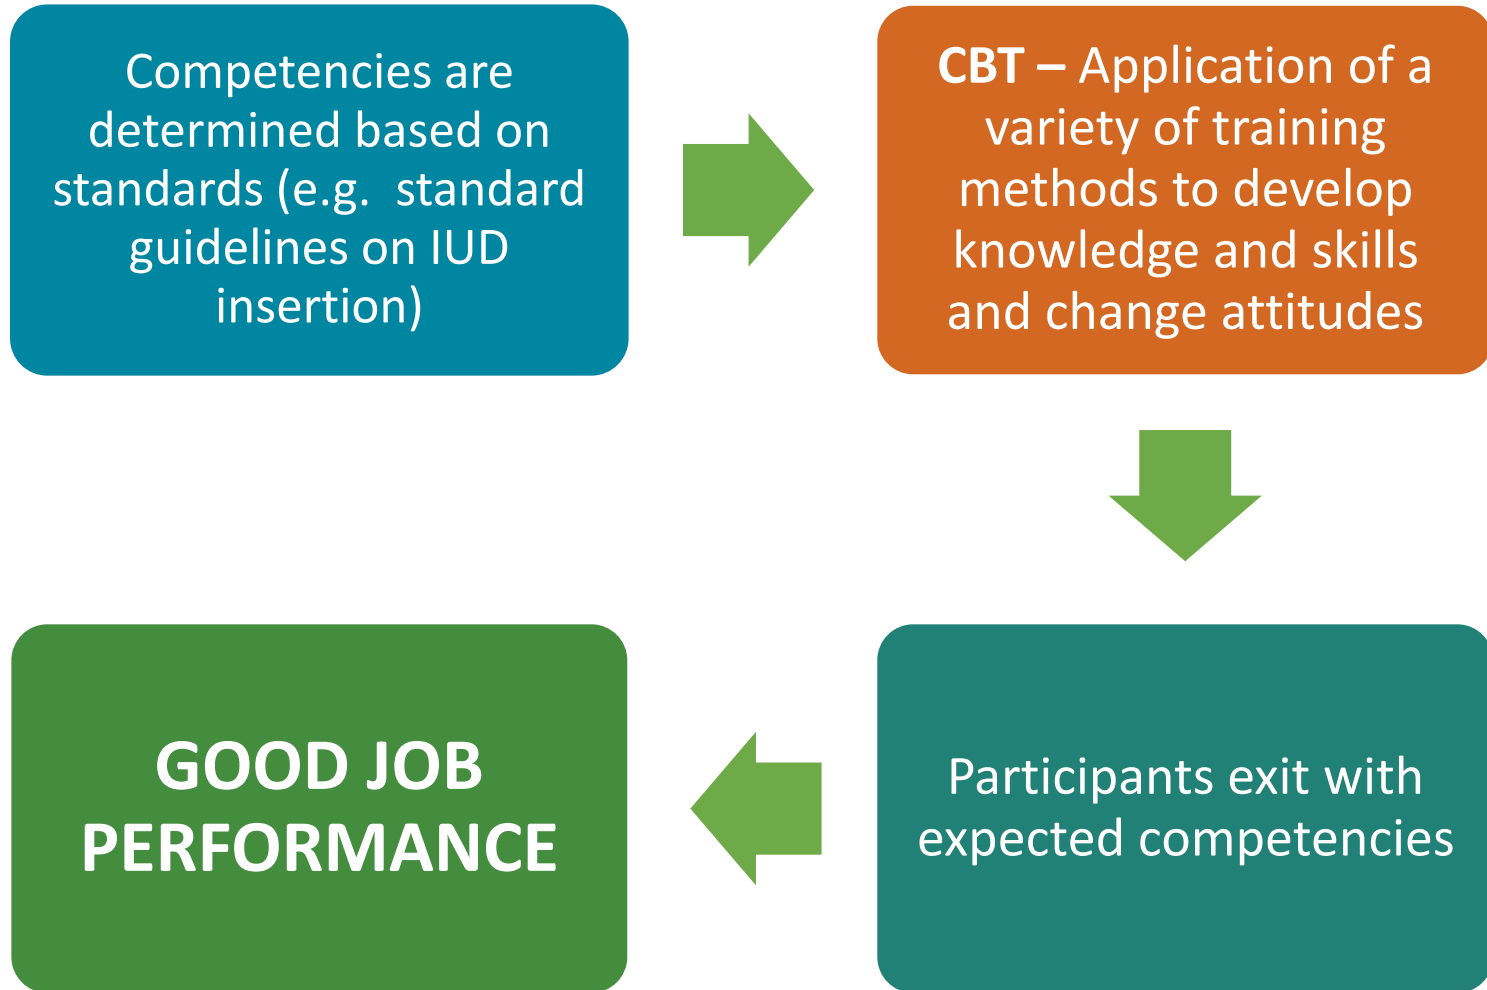 Competencies are
determined based on
standards (e.g.  standard
guidelines on IUD
insertion)
CBT – Application of a
variety of training
methods to develop
knowledge and skills
and change attitudes
Participants exit with
expected competencies
GOOD JOB
PERFORMANCE